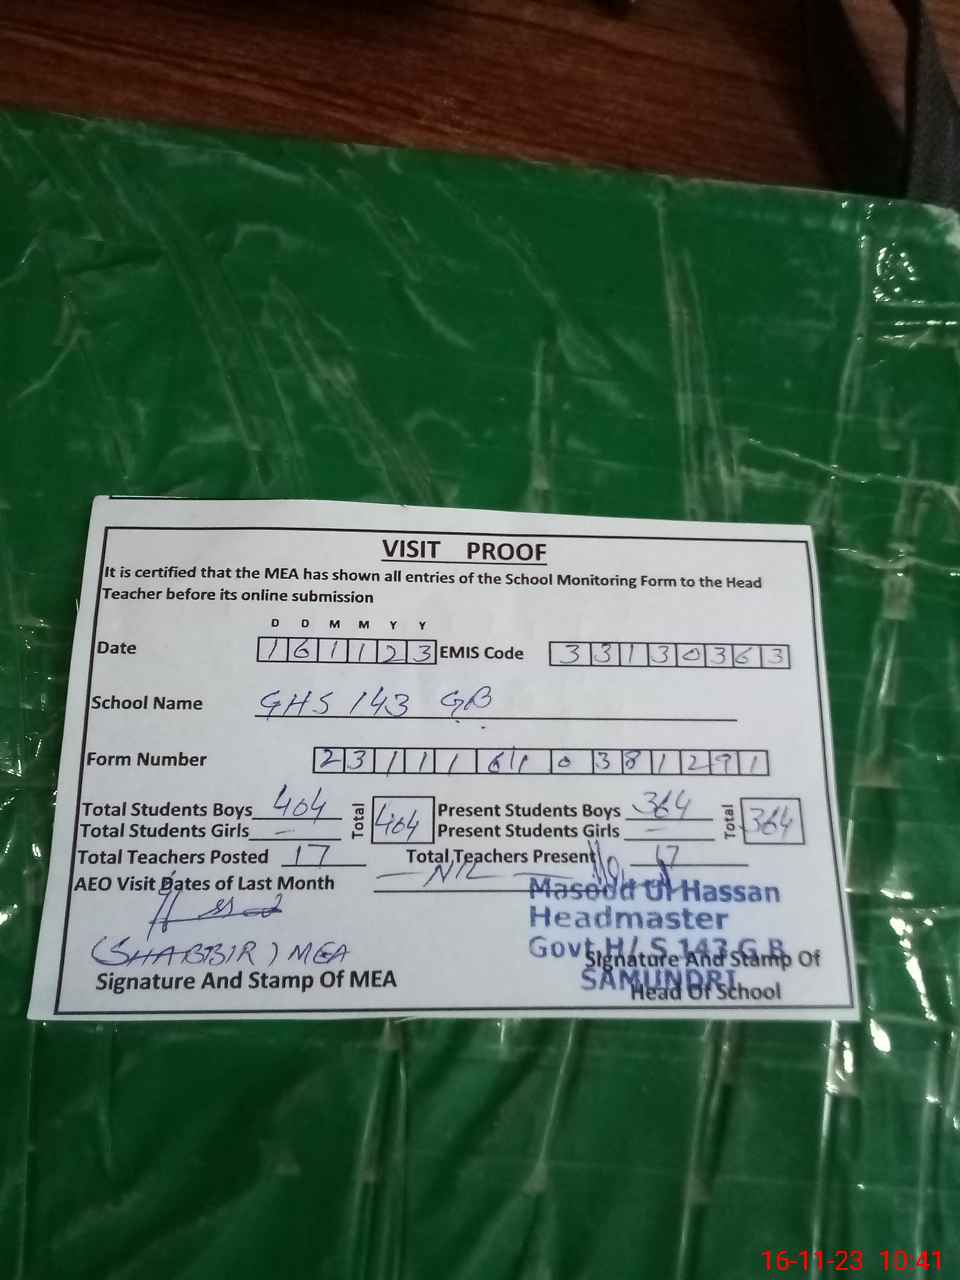 VISIT PROOF
It is certified that the MEA has shown all entries of the School Monitoring Form to the Head
Teacher before its online submission
D D M M Y Y
Date 1 6 1 1 2 3 EMIS Code 3 3 1 3 0 3 6 3
School Name GHS 143 GB
Form Number 2 3 1 1 1 6 1 0 3 8 1 2 9 1
Total Students Boys 404 Total 404 Present Students Boys 364 Total 364
Total Students Girls — Present Students Girls —
Total Teachers Posted 17 Total Teachers Present 17
AEO Visit Dates of Last Month — NIL —
Masood Ul Hassan
Headmaster
Govt. H/S 143 G.B
SAMUNDRI
(SHABBIR) MEA
Signature And Stamp Of MEA
Signature And Stamp Of
Head Of School
16-11-23 10:41